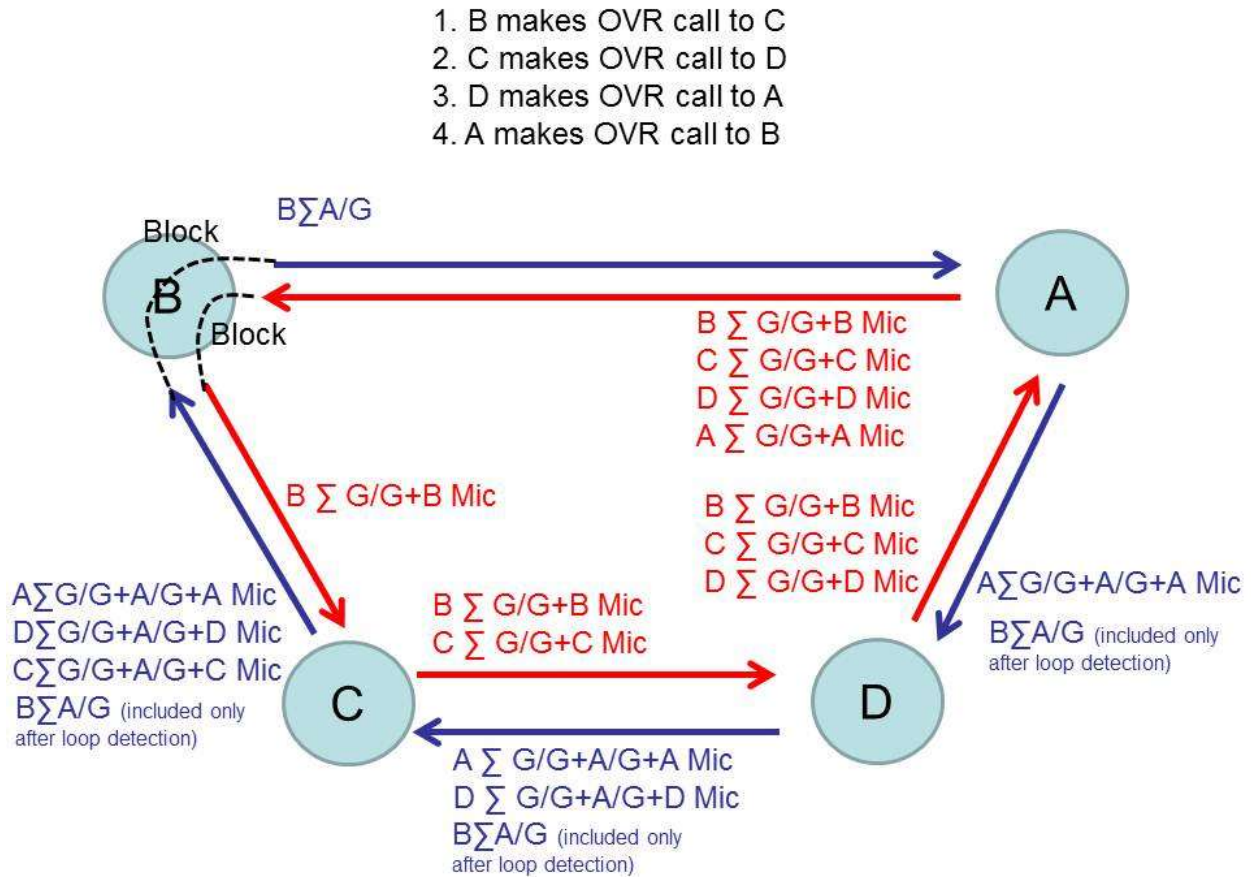 1. B makes OVR call to C
2. C makes OVR call to D
3. D makes OVR call to A
4. A makes OVR call to B
B∑A/G
Block
B
A
Block
B ∑ G/G+B Mic
C ∑ G/G+C Mic
D ∑ G/G+D Mic
A ∑ G/G+A Mic
B ∑ G/G+B Mic
B ∑ G/G+B Mic
C ∑ G/G+C Mic
D ∑ G/G+D Mic
A∑G/G+A/G+A Mic
B∑A/G (included only
after loop detection)
A∑G/G+A/G+A Mic
D∑G/G+A/G+D Mic
C∑G/G+A/G+C Mic
B∑A/G (included only
after loop detection)
B ∑ G/G+B Mic
C ∑ G/G+C Mic
C
D
A ∑ G/G+A/G+A Mic
D ∑ G/G+A/G+D Mic
B∑A/G (included only
after loop detection)